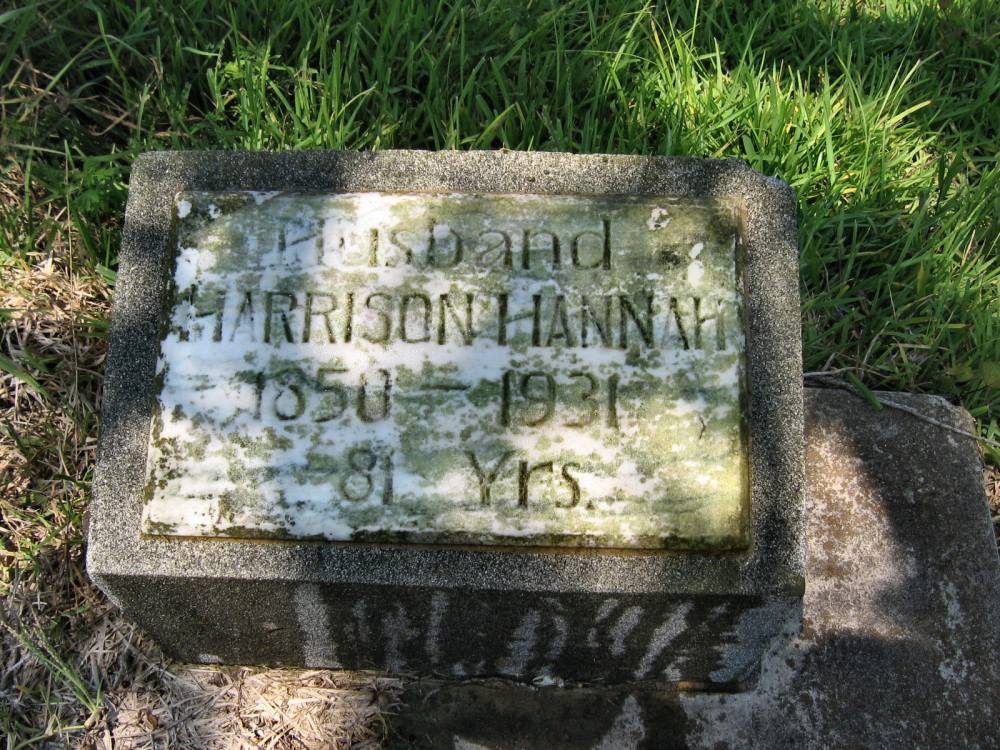 Husband
HARRISON HANNAH
1850 – 1931
81 Yrs.